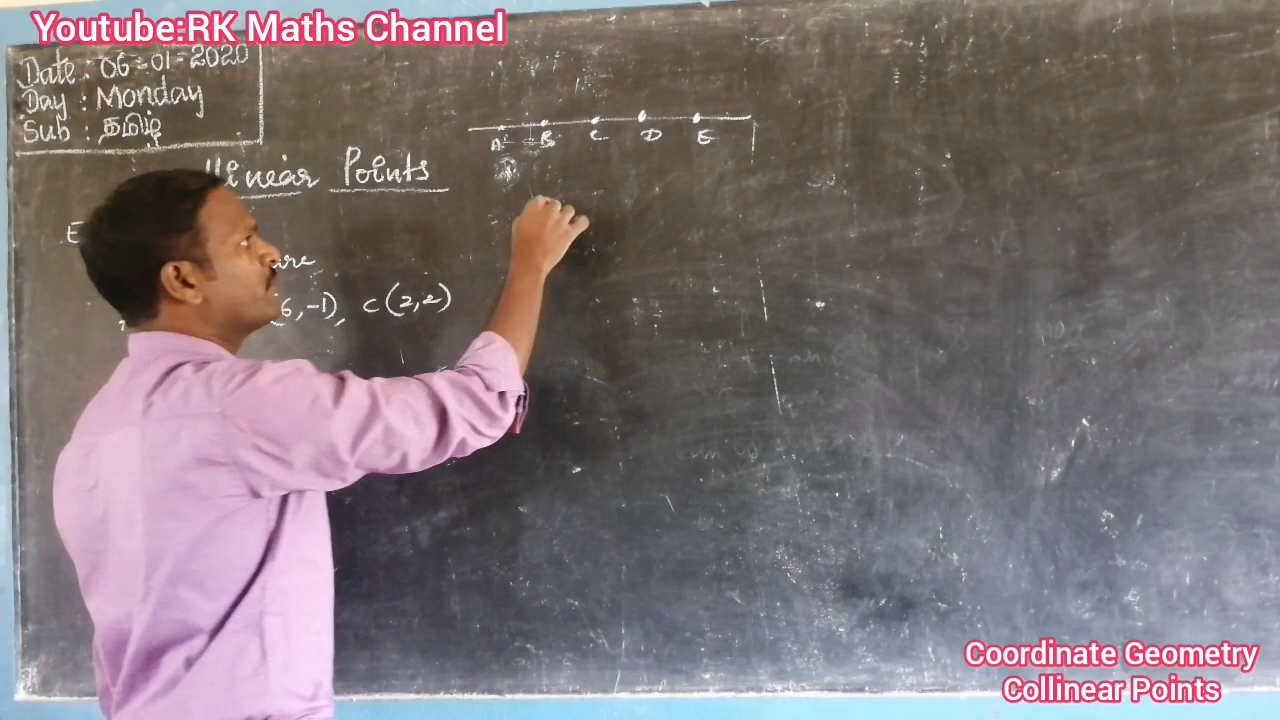 Youtube:RK Maths Channel
Date : 06-01-2020
Day : Monday
Sub : தமிழ்
llinear Points
A B C D E
E
are
6,-1), C(2,2)
Coordinate Geometry
Collinear Points